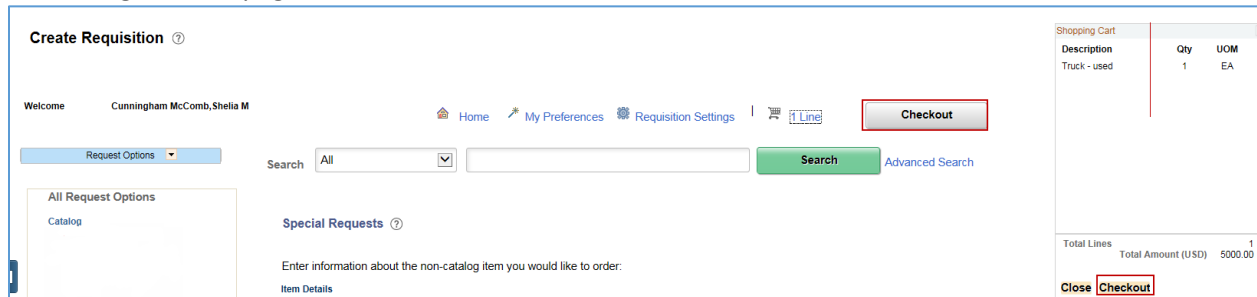 Create Requisition
Welcome Cunningham McComb,Shelia M
Home My Preferences Requisition Settings 1 Line Checkout
Request Options
Search All Search Advanced Search
All Request Options
Catalog
Special Requests
Enter information about the non-catalog item you would like to order:
Item Details
Shopping Cart
Description Qty UOM
Truck - used 1 EA
Total Lines 1
Total Amount (USD) 5000.00
Close Checkout